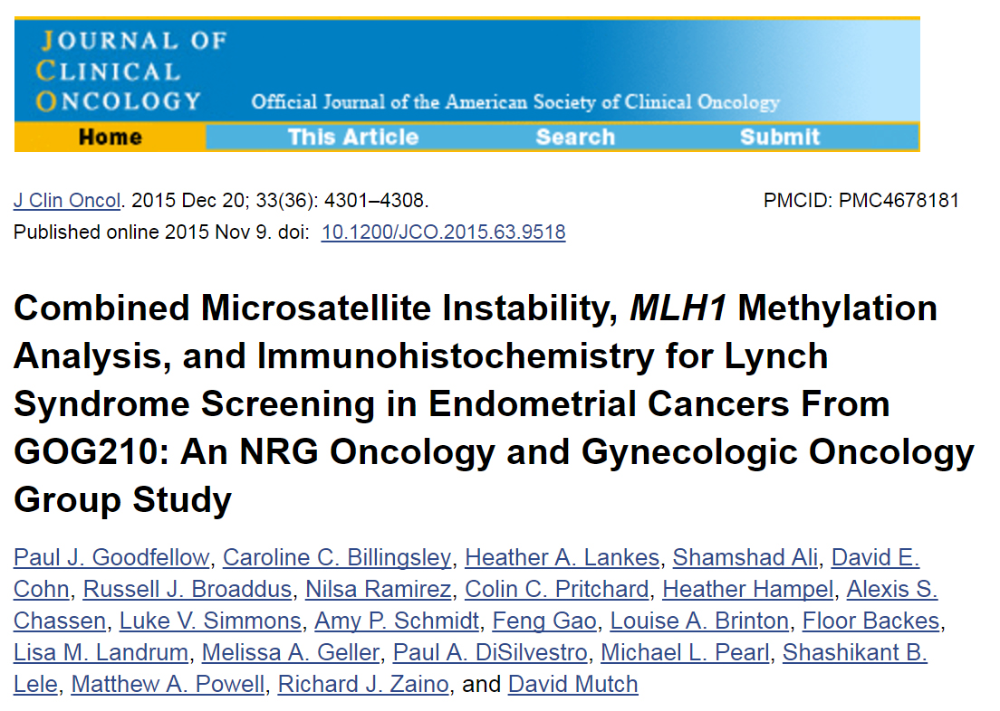 JOURNAL OF
CLINICAL
ONCOLOGY
Official Journal of the American Society of Clinical Oncology
Home This Article Search Submit
J Clin Oncol. 2015 Dec 20; 33(36): 4301–4308. PMCID: PMC4678181
Published online 2015 Nov 9. doi: 10.1200/JCO.2015.63.9518
Combined Microsatellite Instability, MLH1 Methylation
Analysis, and Immunohistochemistry for Lynch
Syndrome Screening in Endometrial Cancers From
GOG210: An NRG Oncology and Gynecologic Oncology
Group Study
Paul J. Goodfellow, Caroline C. Billingsley, Heather A. Lankes, Shamshad Ali, David E.
Cohn, Russell J. Broaddus, Nilsa Ramirez, Colin C. Pritchard, Heather Hampel, Alexis S.
Chassen, Luke V. Simmons, Amy P. Schmidt, Feng Gao, Louise A. Brinton, Floor Backes,
Lisa M. Landrum, Melissa A. Geller, Paul A. DiSilvestro, Michael L. Pearl, Shashikant B.
Lele, Matthew A. Powell, Richard J. Zaino, and David Mutch